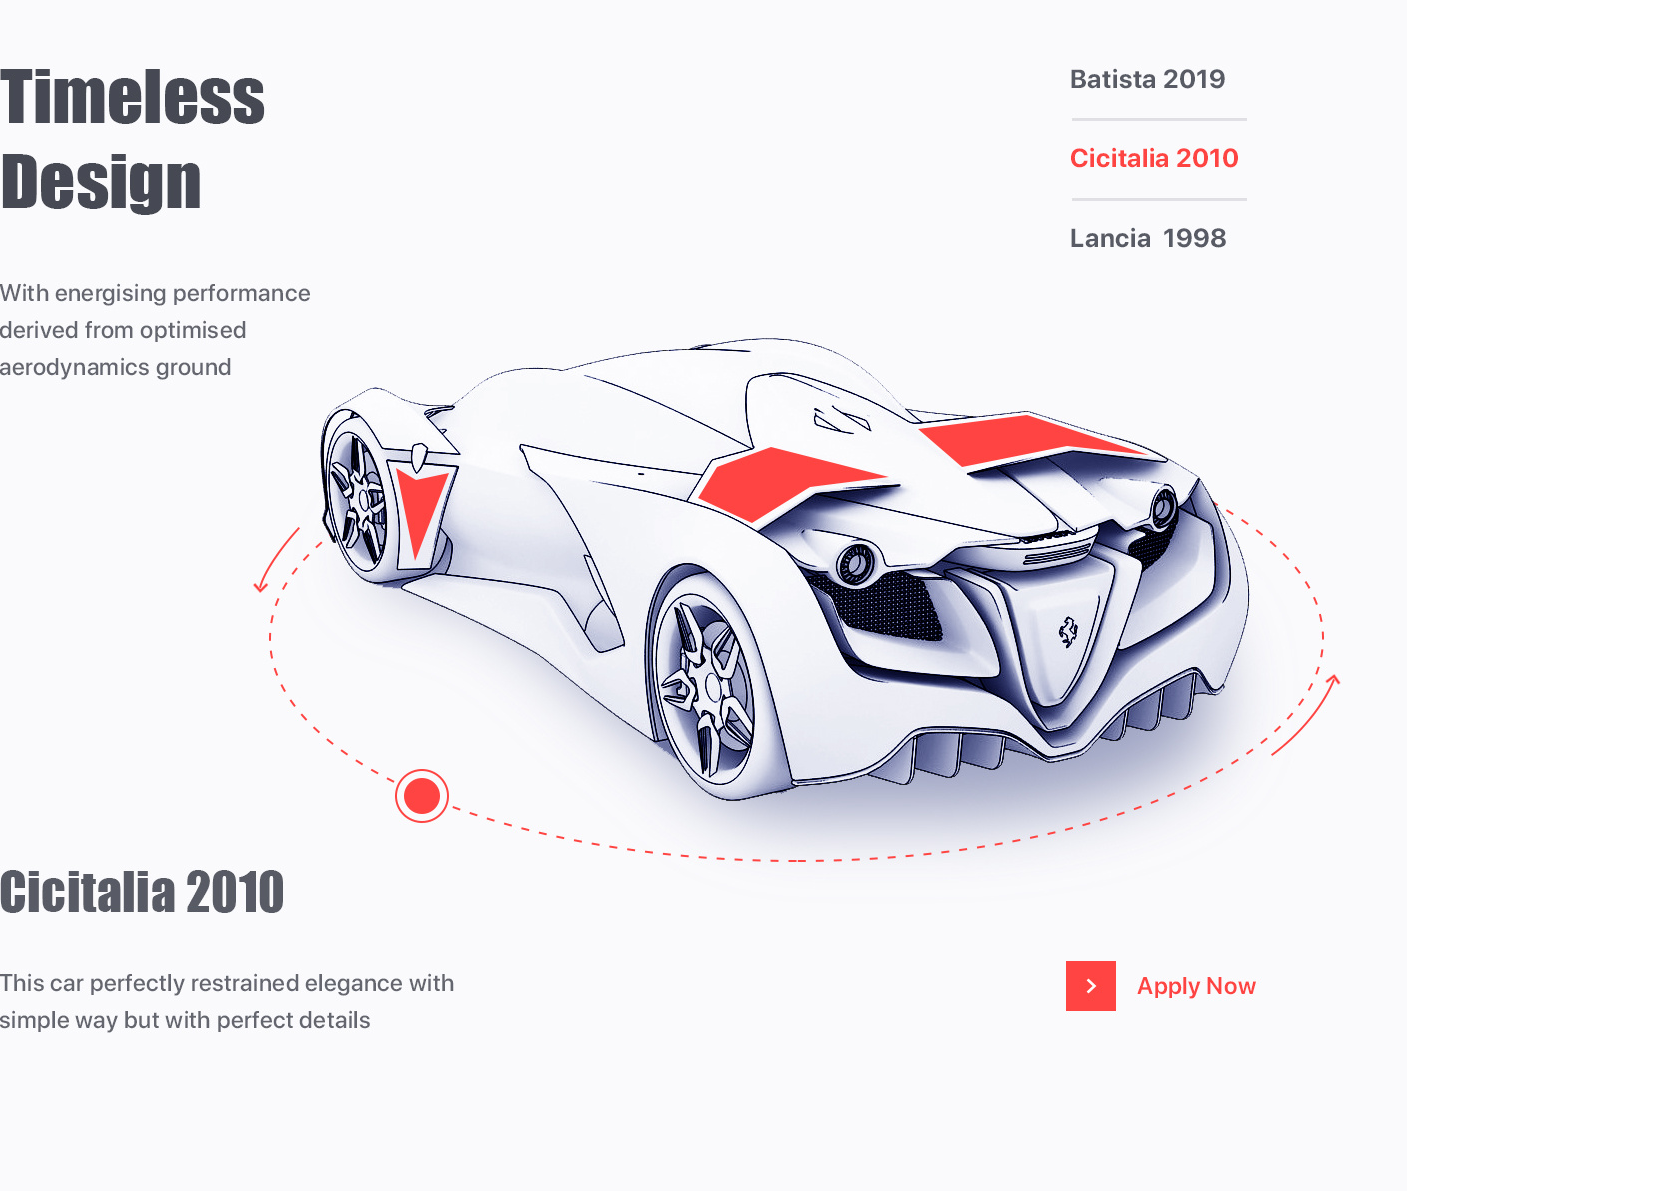 Timeless
Design
With energising performance
derived from optimised
aerodynamics ground
Batista 2019
Cicitalia 2010
Lancia 1998
Cicitalia 2010
This car perfectly restrained elegance with
simple way but with perfect details
Apply Now